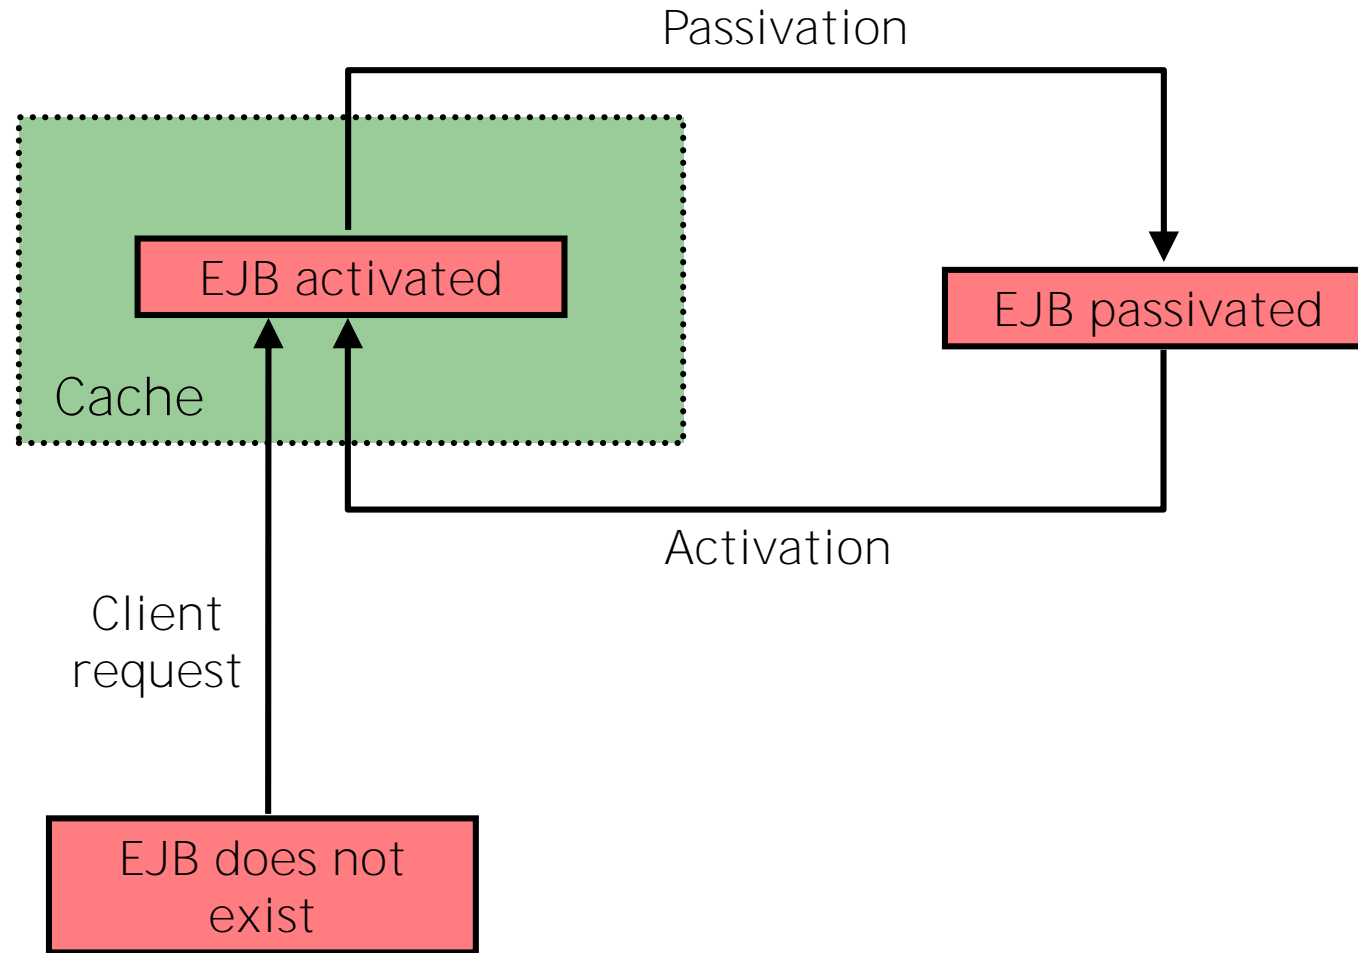 Passivation
EJB activated
EJB passivated
Cache
Activation
Client
request
EJB does not
exist